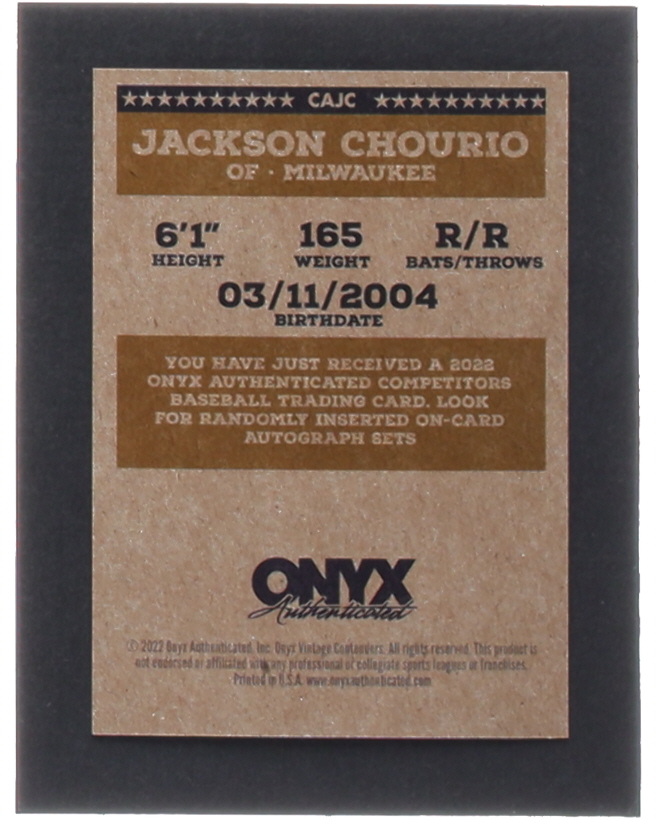 ★★★★★★★★★★ CAJC ★★★★★★★★★★
JACKSON CHOURIO
OF · MILWAUKEE
6'1" 165 R/R
HEIGHT WEIGHT BATS/THROWS
03/11/2004
BIRTHDATE
YOU HAVE JUST RECEIVED A 2022
ONYX AUTHENTICATED COMPETITORS
BASEBALL TRADING CARD. LOOK
FOR RANDOMLY INSERTED ON-CARD
AUTOGRAPH SETS
ONYX
Authenticated
© 2022 Onyx Authenticated, Inc. Onyx Vintage Contenders. All rights reserved. This product is
not endorsed or affiliated with any professional or collegiate sports leagues or franchises.
Printed in U.S.A. www.onyxauthenticated.com